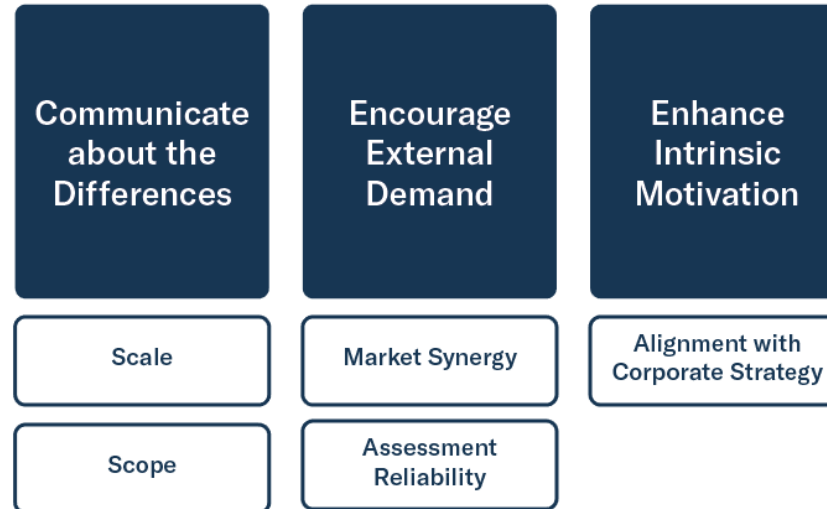 Communicate
about the
Differences
Encourage
External
Demand
Enhance
Intrinsic
Motivation
Scale
Market Synergy
Alignment with
Corporate Strategy
Scope
Assessment
Reliability